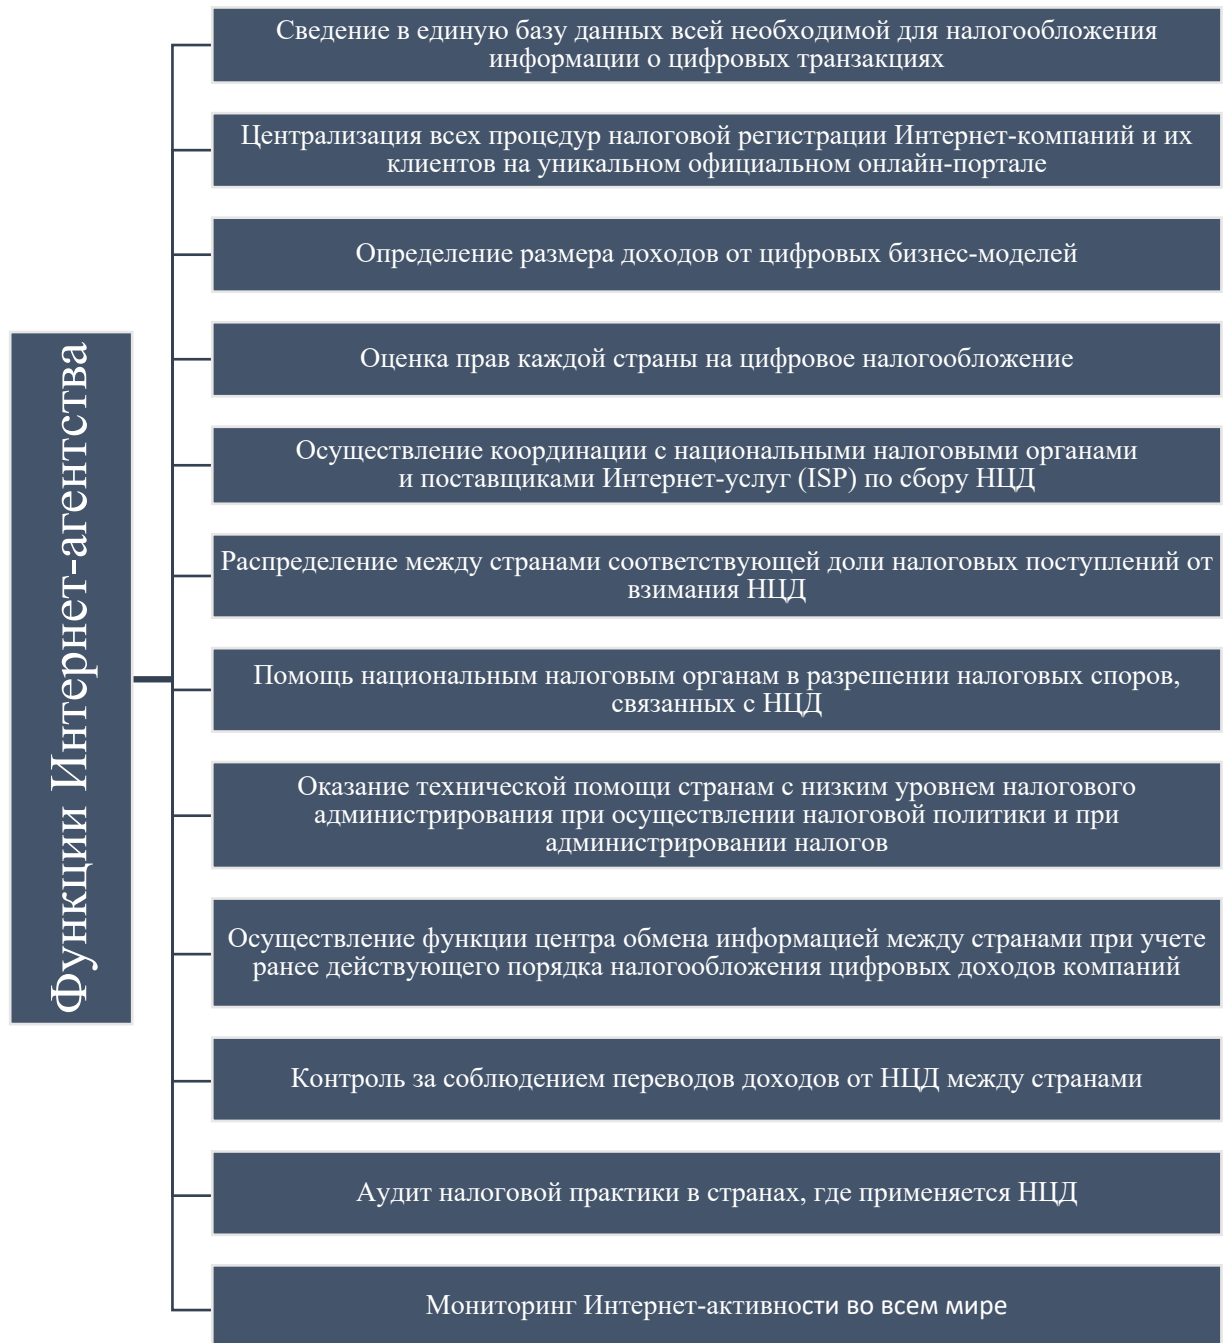 Функции Интернет-агентства
Сведение в единую базу данных всей необходимой для налогообложения
информации о цифровых транзакциях
Централизация всех процедур налоговой регистрации Интернет-компаний и их
клиентов на уникальном официальном онлайн-портале
Определение размера доходов от цифровых бизнес-моделей
Оценка прав каждой страны на цифровое налогообложение
Осуществление координации с национальными налоговыми органами
и поставщиками Интернет-услуг (ISP) по сбору НЦД
Распределение между странами соответствующей доли налоговых поступлений от
взимания НЦД
Помощь национальным налоговым органам в разрешении налоговых споров,
связанных с НЦД
Оказание технической помощи странам с низким уровнем налогового
администрирования при осуществлении налоговой политики и при
администрировании налогов
Осуществление функции центра обмена информацией между странами при учете
ранее действующего порядка налогообложения цифровых доходов компаний
Контроль за соблюдением переводов доходов от НЦД между странами
Аудит налоговой практики в странах, где применяется НЦД
Мониторинг Интернет-активности во всем мире